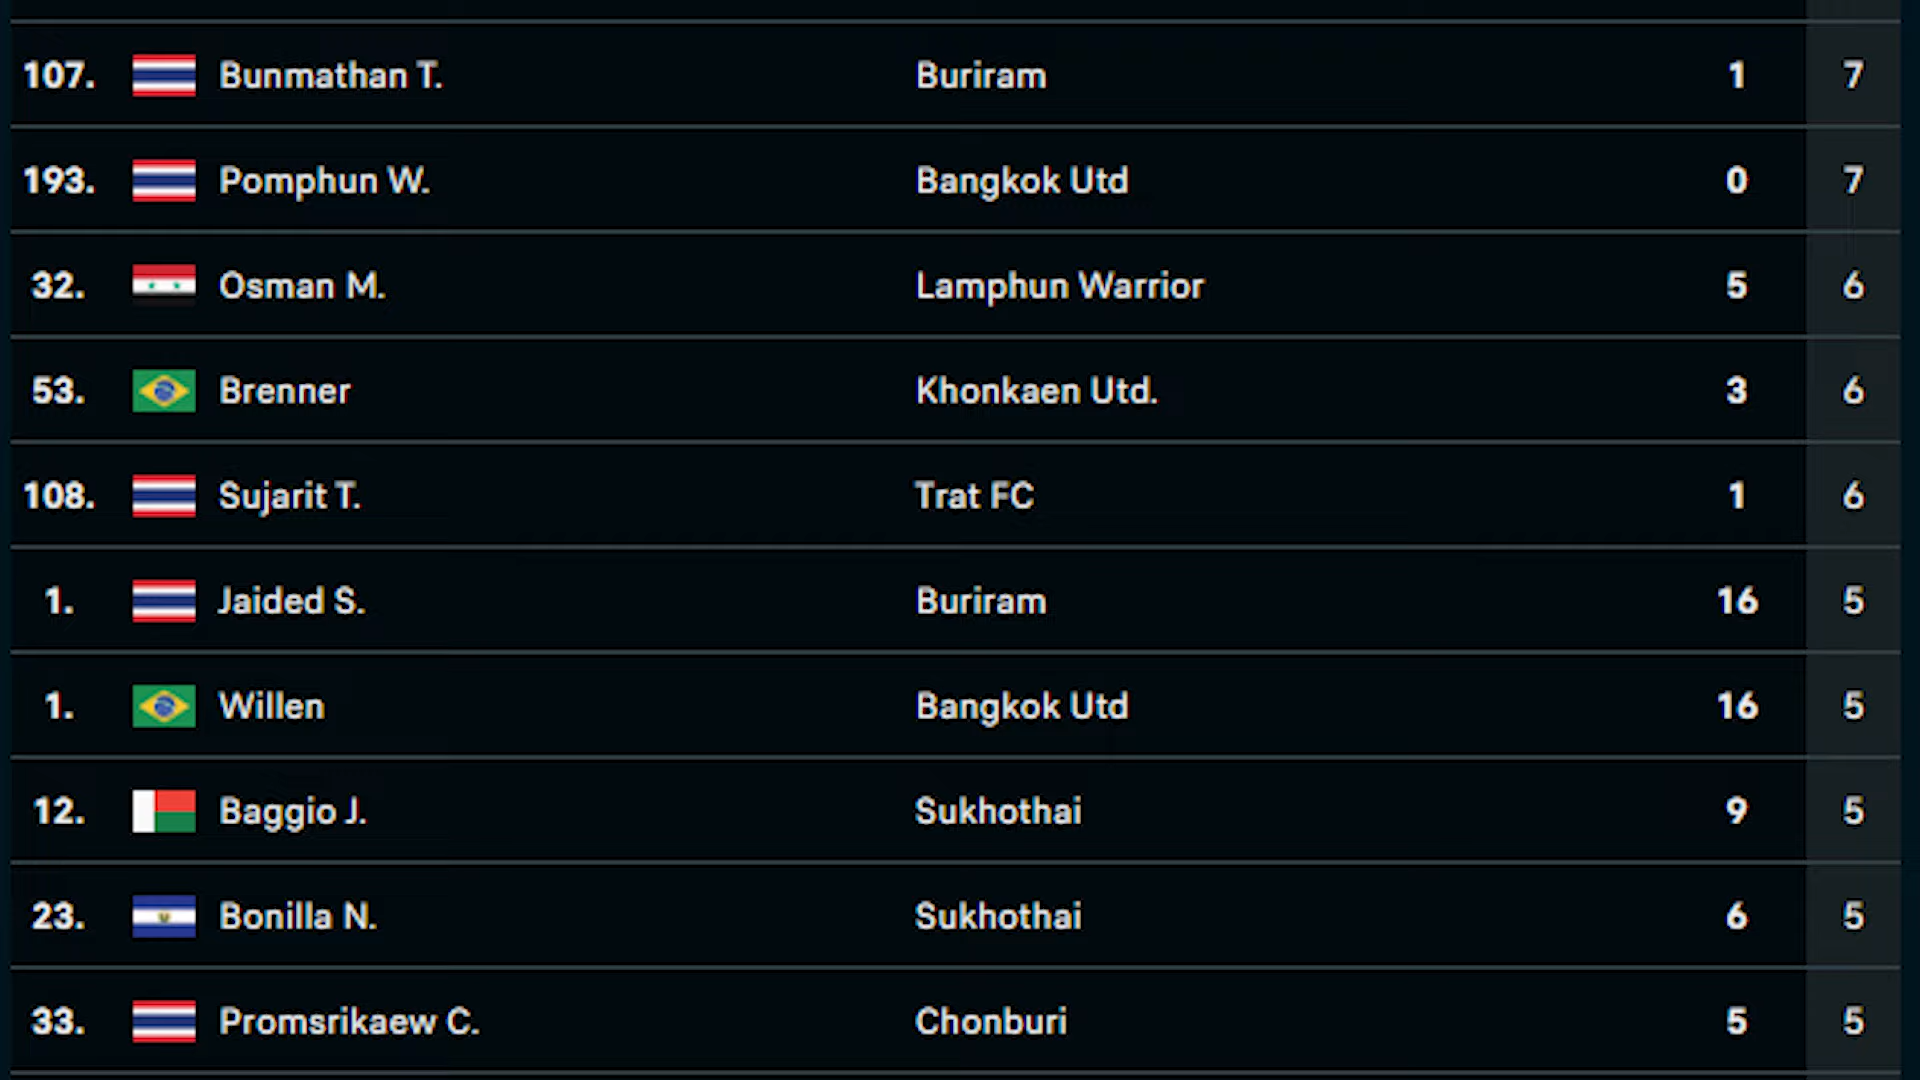 107. Bunmathan T. Buriram 1 7
193. Pomphun W. Bangkok Utd 0 7
32. Osman M. Lamphun Warrior 5 6
53. Brenner Khonkaen Utd. 3 6
108. Sujarit T. Trat FC 1 6
1. Jaided S. Buriram 16 5
1. Willen Bangkok Utd 16 5
12. Baggio J. Sukhothai 9 5
23. Bonilla N. Sukhothai 6 5
33. Promsrikaew C. Chonburi 5 5